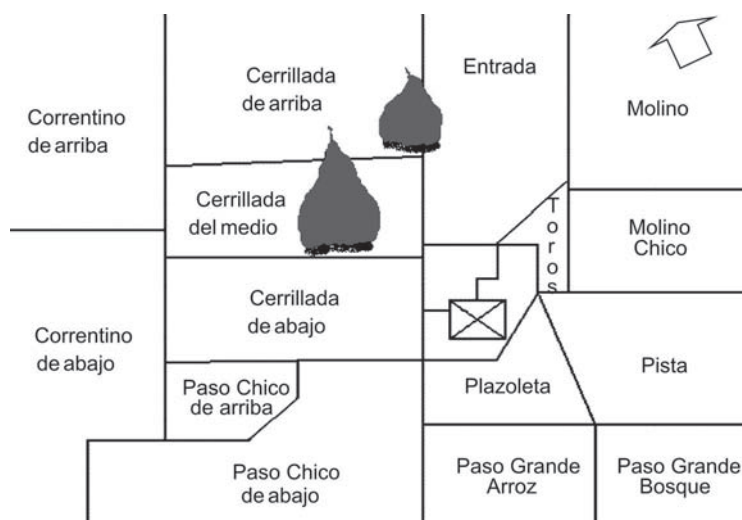 Cerrillada
de arriba
Entrada
Molino
Correntino
de arriba
Cerrillada
del medio
Toros
Molino
Chico
Cerrillada
de abajo
Correntino
de abajo
Paso Chico
de arriba
Plazoleta
Pista
Paso Chico
de abajo
Paso Grande
Arroz
Paso Grande
Bosque